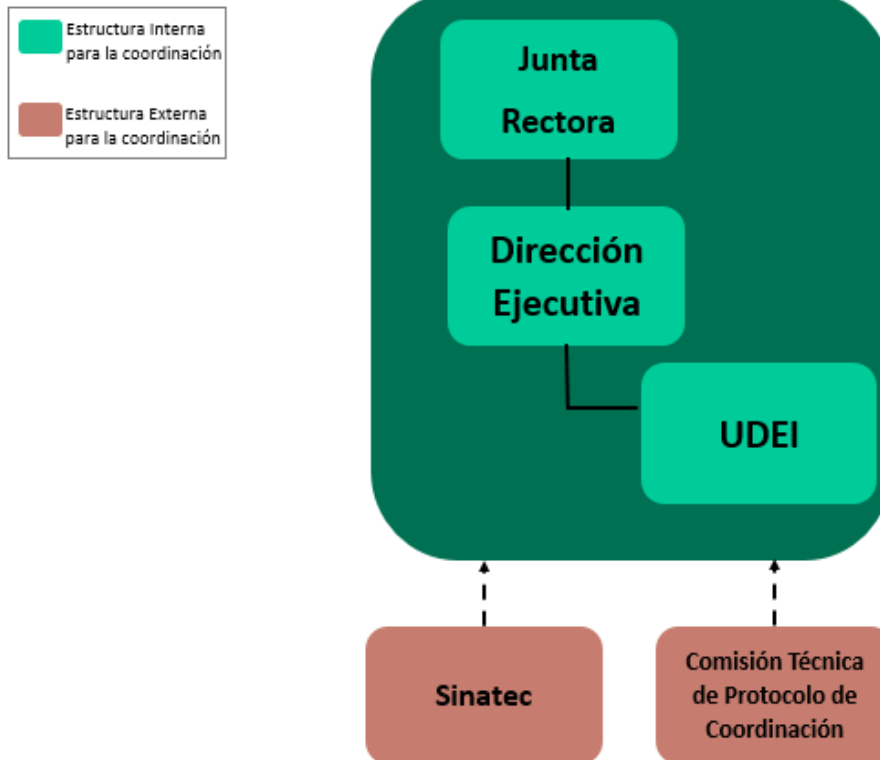 Estructura Interna
para la coordinación
Estructura Externa
para la coordinación
Junta
Rectora
Dirección
Ejecutiva
UDEI
Sinatec
Comisión Técnica
de Protocolo de
Coordinación